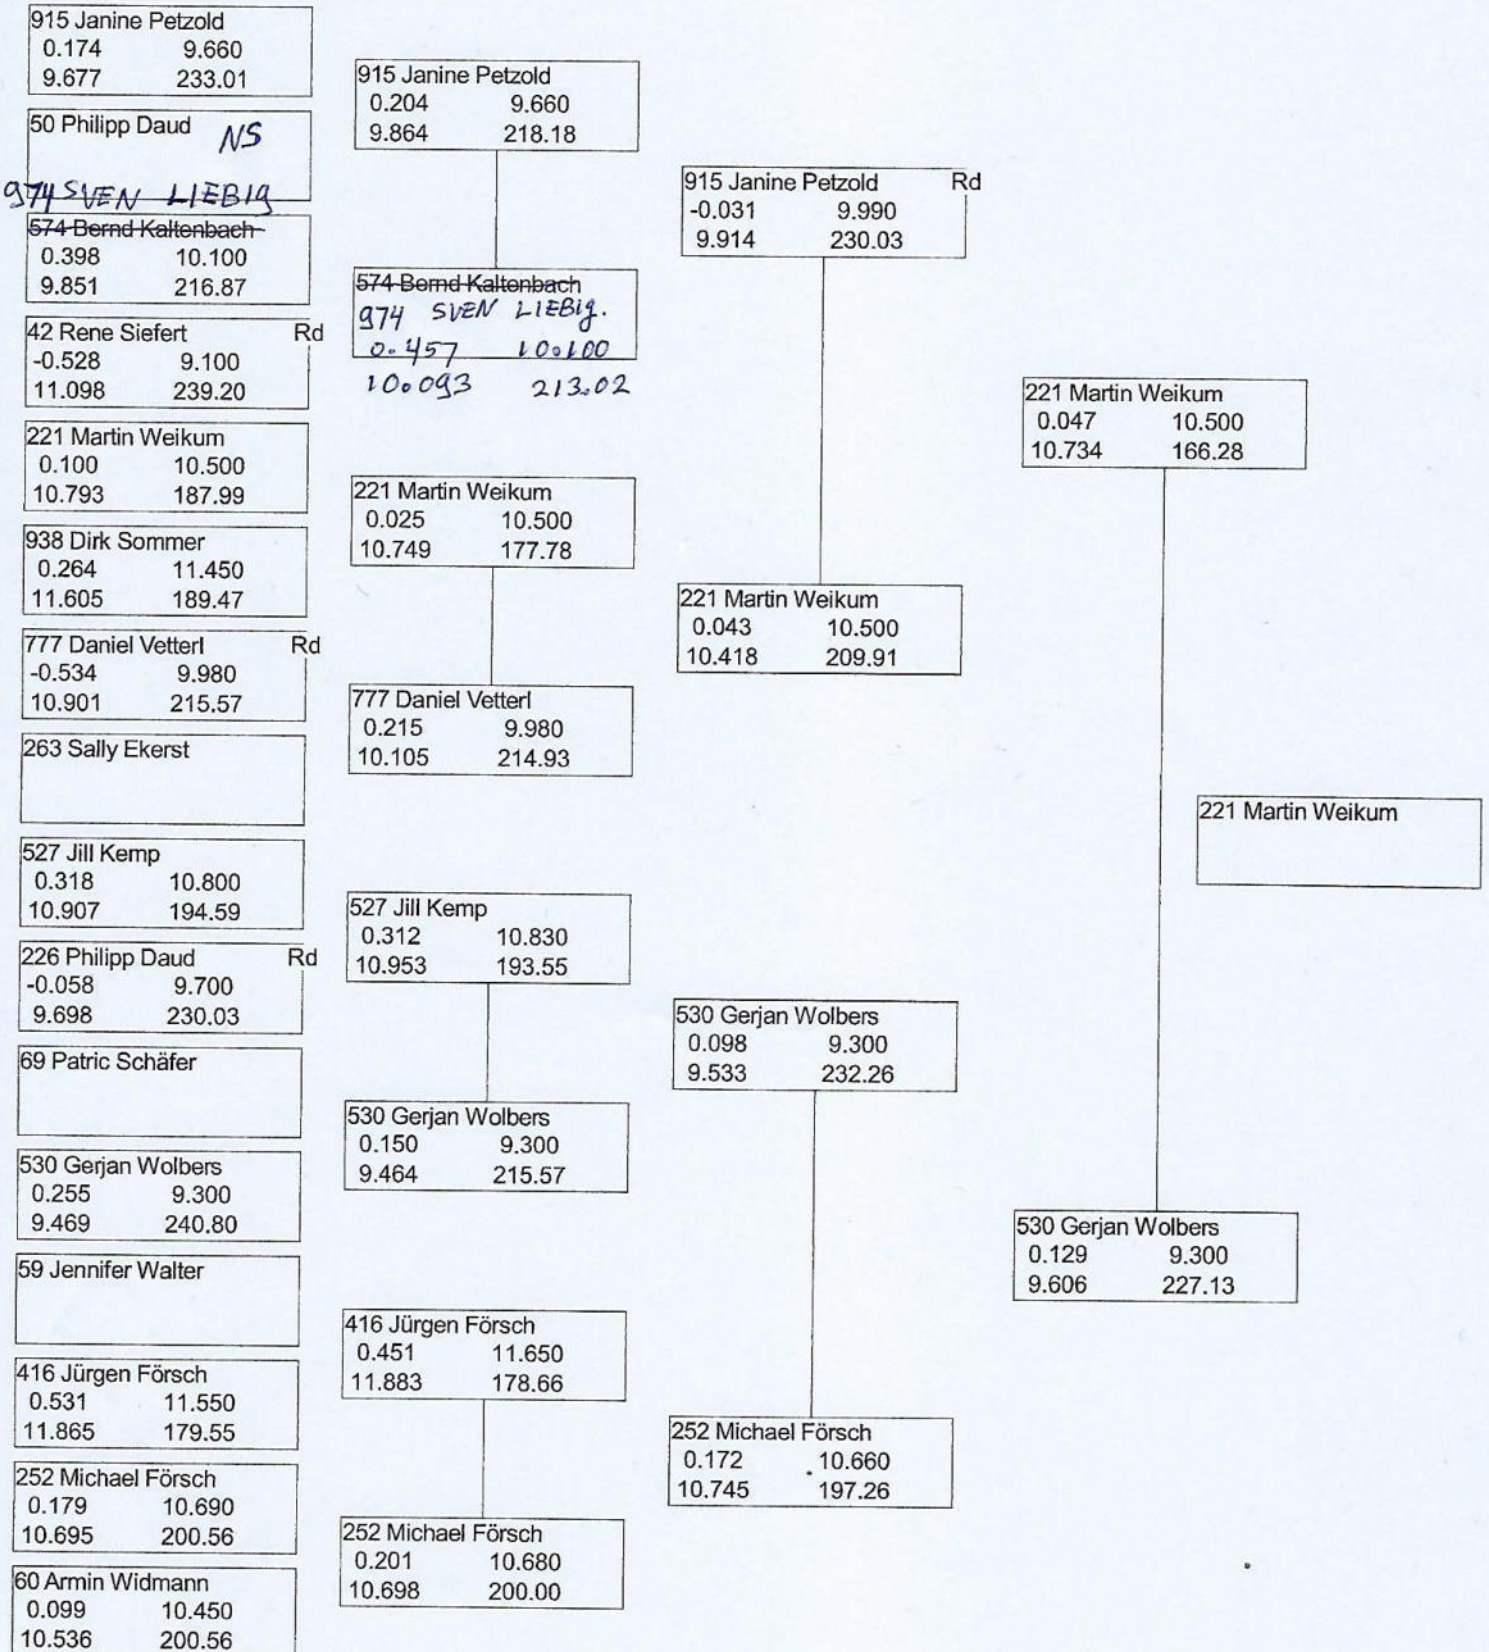 915 Janine Petzold
0.174 9.660
9.677 233.01
50 Philipp Daud NS
974 SVEN LIEBIG
574 Bernd Kaltenbach
0.398 10.100
9.851 216.87
42 Rene Siefert Rd
-0.528 9.100
11.098 239.20
221 Martin Weikum
0.100 10.500
10.793 187.99
938 Dirk Sommer
0.264 11.450
11.605 189.47
777 Daniel Vetterl Rd
-0.534 9.980
10.901 215.57
263 Sally Ekerst
527 Jill Kemp
0.318 10.800
10.907 194.59
226 Philipp Daud Rd
-0.058 9.700
9.698 230.03
69 Patric Schäfer
530 Gerjan Wolbers
0.255 9.300
9.469 240.80
59 Jennifer Walter
416 Jürgen Försch
0.531 11.550
11.865 179.55
252 Michael Försch
0.179 10.690
10.695 200.56
60 Armin Widmann
0.099 10.450
10.536 200.56
915 Janine Petzold
0.204 9.660
9.864 218.18
574 Bernd Kaltenbach
974 SVEN LIEBIG.
0.457 10.100
10.093 213.02
221 Martin Weikum
0.025 10.500
10.749 177.78
777 Daniel Vetterl
0.215 9.980
10.105 214.93
527 Jill Kemp
0.312 10.830
10.953 193.55
530 Gerjan Wolbers
0.150 9.300
9.464 215.57
416 Jürgen Försch
0.451 11.650
11.883 178.66
252 Michael Försch
0.201 10.680
10.698 200.00
915 Janine Petzold Rd
-0.031 9.990
9.914 230.03
221 Martin Weikum
0.043 10.500
10.418 209.91
530 Gerjan Wolbers
0.098 9.300
9.533 232.26
252 Michael Försch
0.172 10.660
10.745 197.26
221 Martin Weikum
0.047 10.500
10.734 166.28
530 Gerjan Wolbers
0.129 9.300
9.606 227.13
221 Martin Weikum